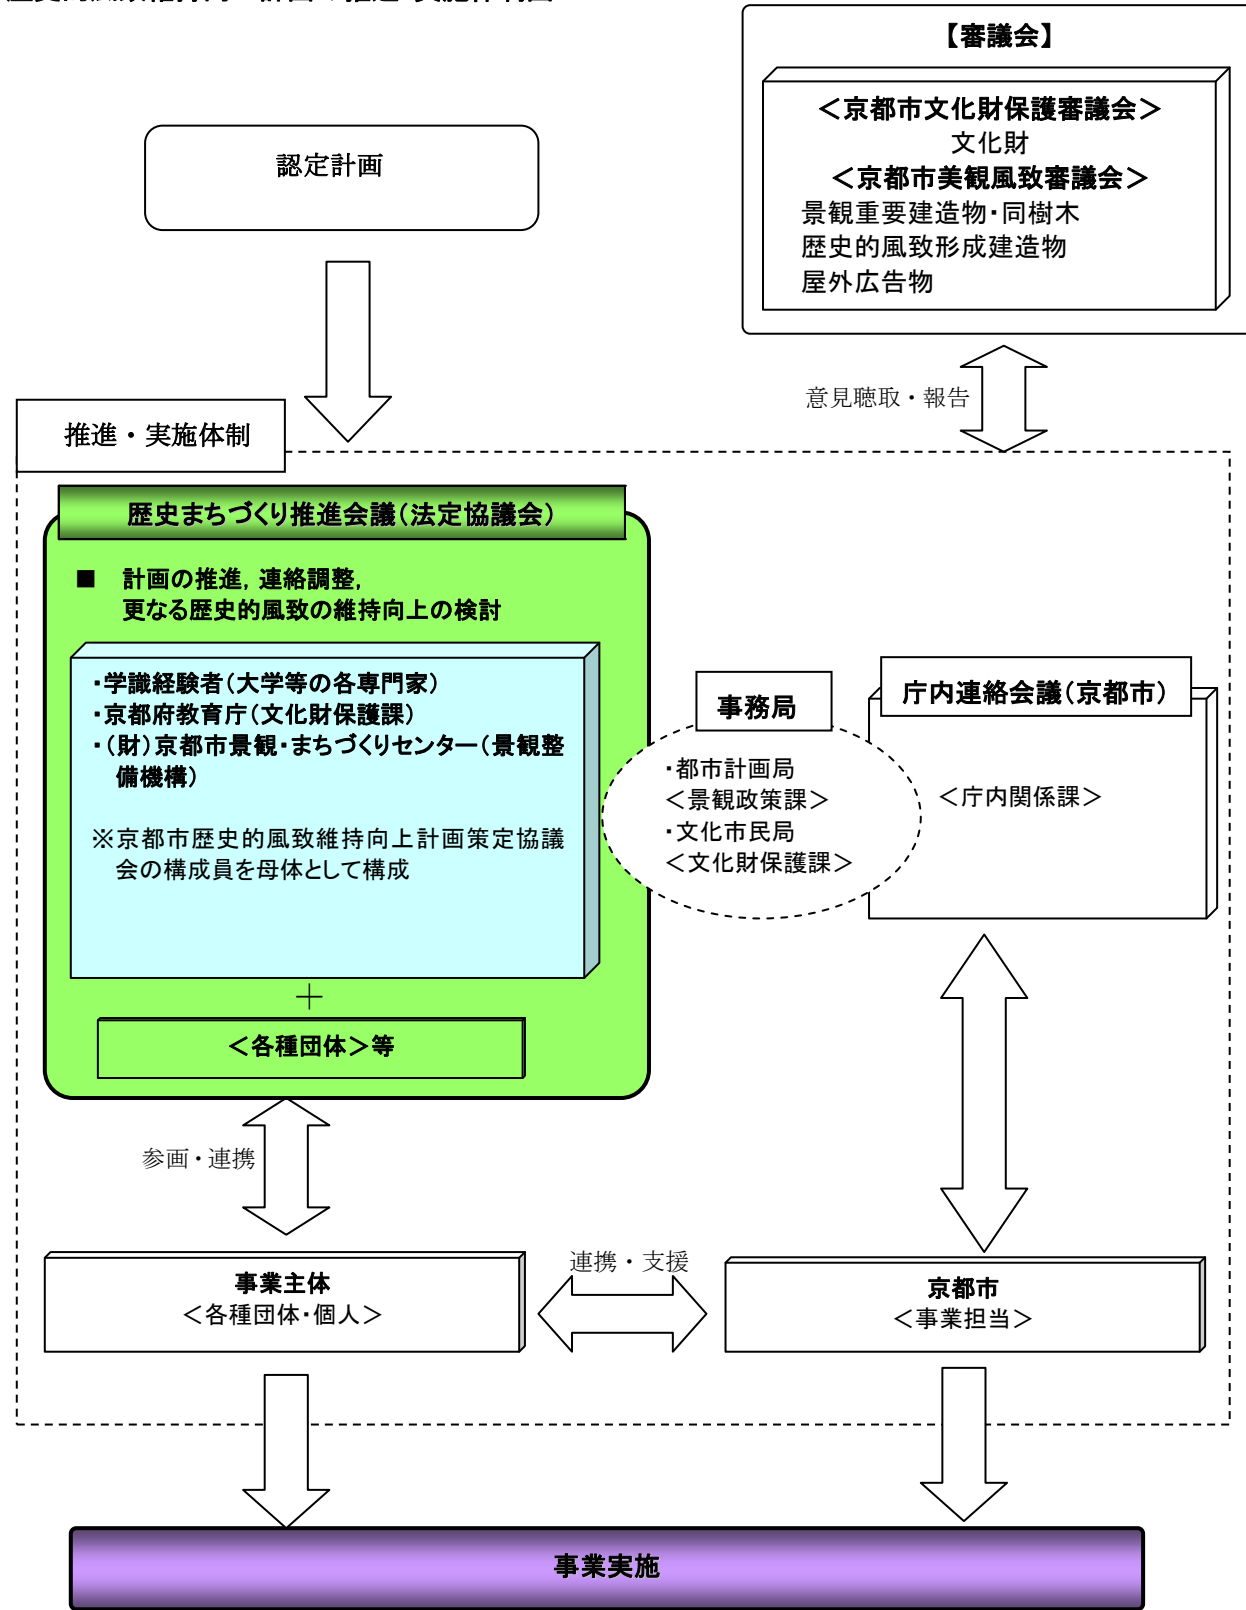 【審議会】
＜京都市文化財保護審議会＞
文化財
＜京都市美観風致審議会＞
景観重要建造物・同樹木
歴史的風致形成建造物
屋外広告物
認定計画
意見聴取・報告
推進・実施体制
歴史まちづくり推進会議（法定協議会）
■ 計画の推進，連絡調整，
更なる歴史的風致の維持向上の検討
・学識経験者（大学等の各専門家）
・京都府教育庁（文化財保護課）
・（財）京都市景観・まちづくりセンター（景観整
備機構）
※京都市歴史的風致維持向上計画策定協議
会の構成員を母体として構成
＋
＜各種団体＞等
事務局
・都市計画局
＜景観政策課＞
・文化市民局
＜文化財保護課＞
庁内連絡会議（京都市）
＜庁内関係課＞
参画・連携
事業主体
＜各種団体・個人＞
連携・支援
京都市
＜事業担当＞
事業実施